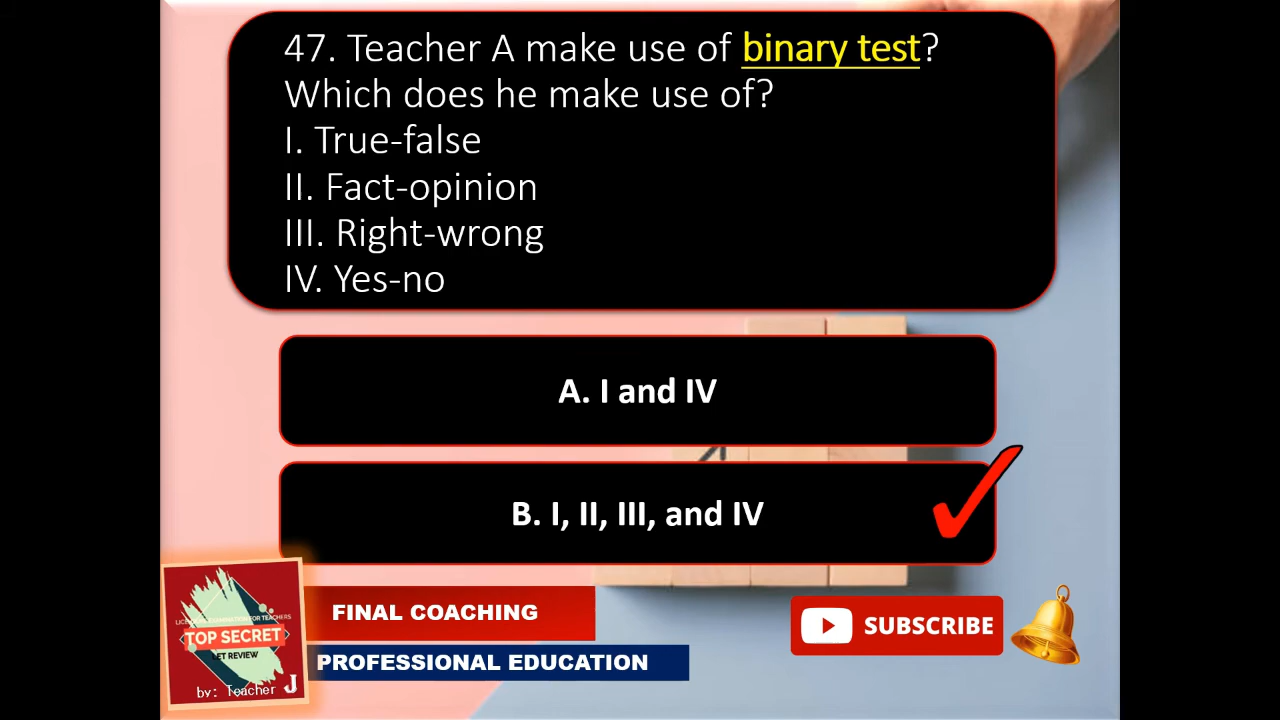 47. Teacher A make use of binary test?
Which does he make use of?
I. True-false
II. Fact-opinion
III. Right-wrong
IV. Yes-no
A. I and IV
B. I, II, III, and IV
FOR TEACHERS
TOP SECRET
LET REVIEW
by: Teacher J
FINAL COACHING
PROFESSIONAL EDUCATION
SUBSCRIBE